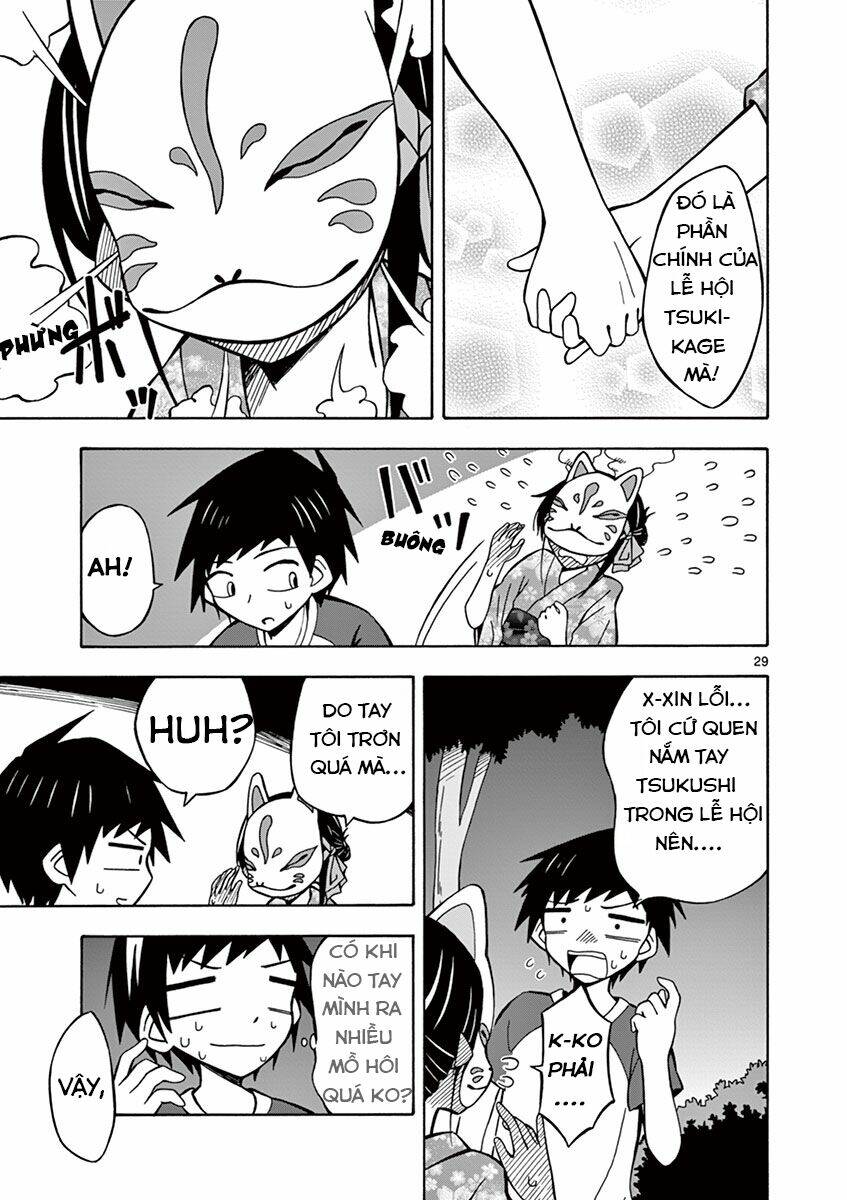 ĐÓ LÀ
PHẦN
CHÍNH CỦA
LỄ HỘI
TSUKI-
KAGE
MÀ!
PHỪNG
AH!
BUÔNG
29
X-XIN LỖI...
TÔI CỨ QUEN
NẮM TAY
TSUKUSHI
TRONG LỄ HỘI
NÊN....
K-KO
PHẢI
....
DO TAY
TÔI TRƠN
QUÁ MÀ...
HUH?
CÓ KHI
NÀO TAY
MÌNH RA
NHIỀU
MỒ HÔI
QUÁ KO?
VẬY,